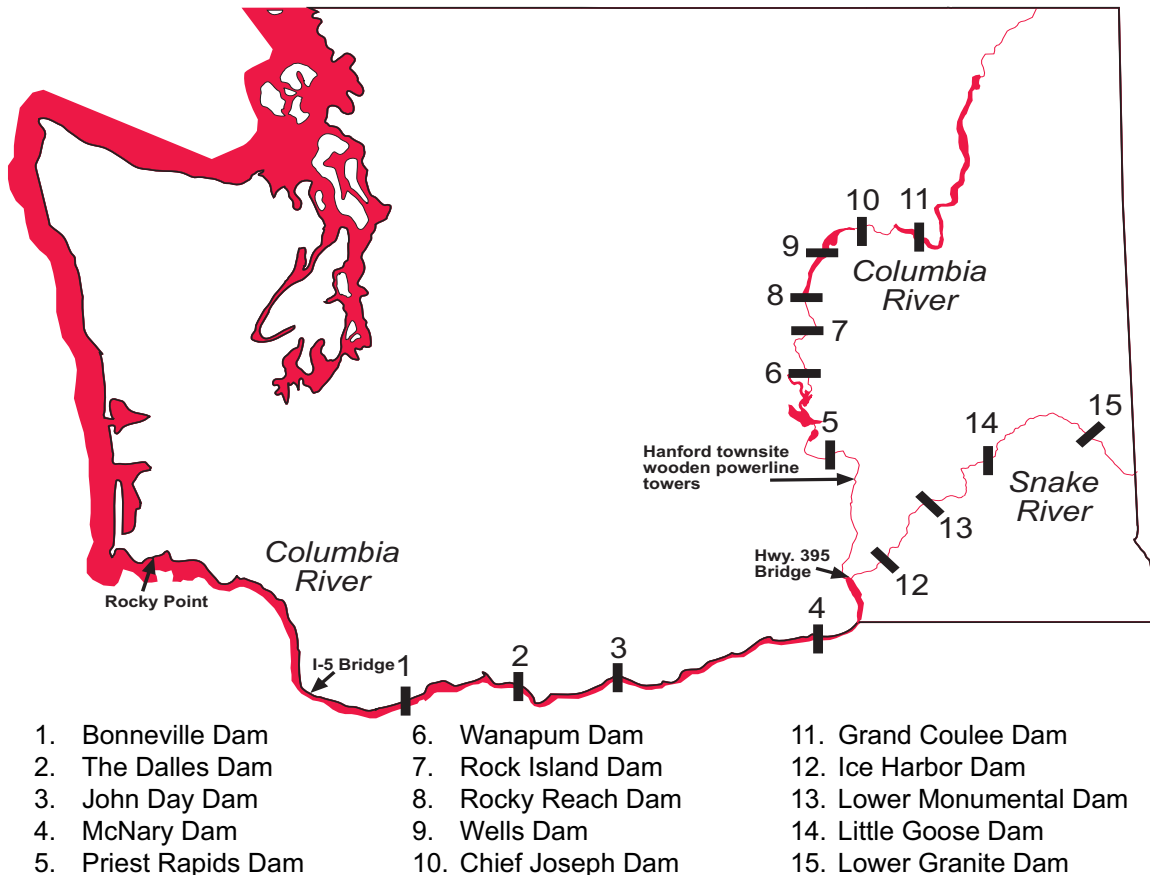 10
11
9
Columbia
River
8
7
6
5
15
14
Hanford townsite
wooden powerline
towers
Snake
River
13
Columbia
River
Hwy. 395
Bridge
12
Rocky Point
4
3
2
1
I-5 Bridge
1. Bonneville Dam
2. The Dalles Dam
3. John Day Dam
4. McNary Dam
5. Priest Rapids Dam
6. Wanapum Dam
7. Rock Island Dam
8. Rocky Reach Dam
9. Wells Dam
10. Chief Joseph Dam
11. Grand Coulee Dam
12. Ice Harbor Dam
13. Lower Monumental Dam
14. Little Goose Dam
15. Lower Granite Dam